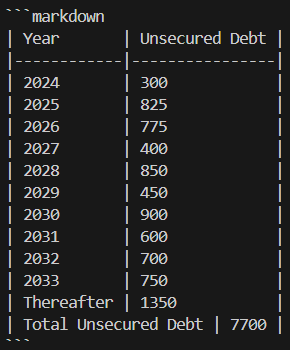 ```markdown
| Year       | Unsecured Debt |
|------------|----------------|
| 2024       | 300            |
| 2025       | 825            |
| 2026       | 775            |
| 2027       | 400            |
| 2028       | 850            |
| 2029       | 450            |
| 2030       | 900            |
| 2031       | 600            |
| 2032       | 700            |
| 2033       | 750            |
| Thereafter | 1350           |
| Total Unsecured Debt | 7700 |
```